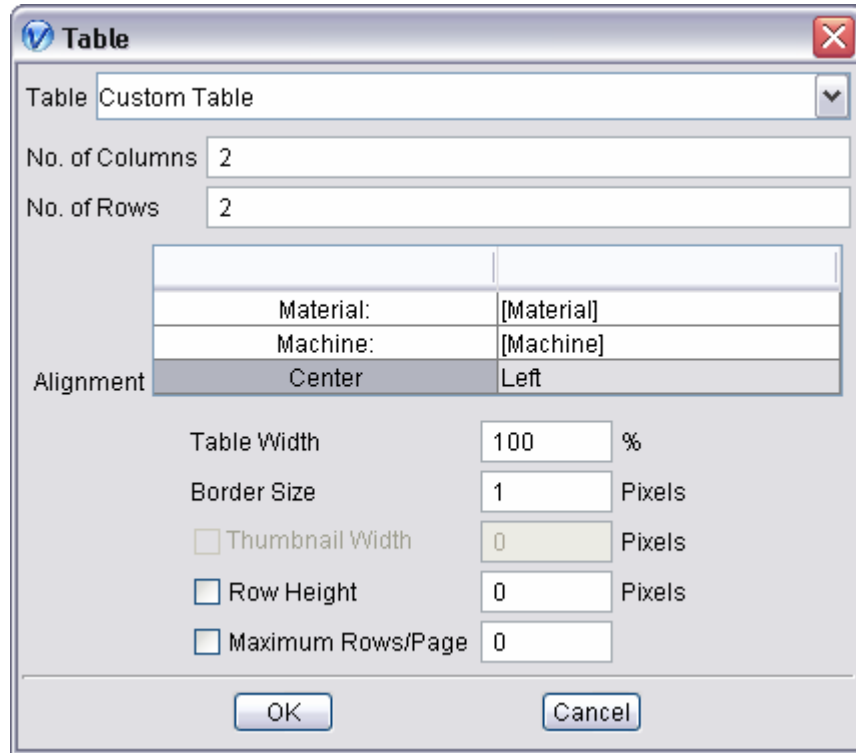 Table
Table Custom Table
No. of Columns 2
No. of Rows 2
Material: [Material]
Machine: [Machine]
Alignment Center Left
Table Width 100 %
Border Size 1 Pixels
Thumbnail Width 0 Pixels
Row Height 0 Pixels
Maximum Rows/Page 0
OK Cancel